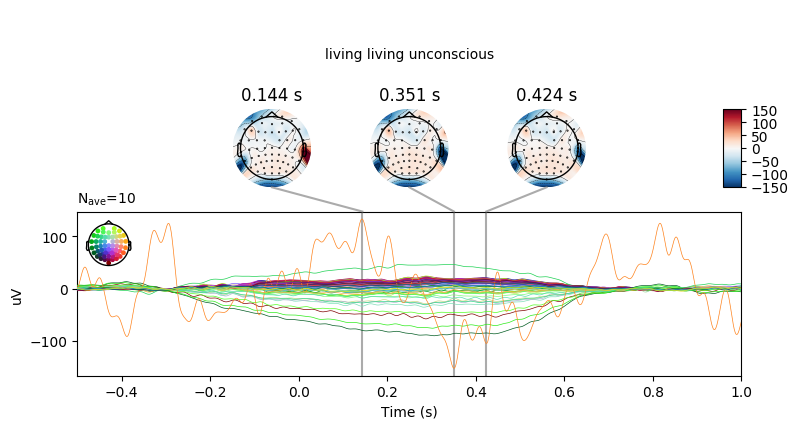 living living unconscious
0.144 s 0.351 s 0.424 s
150
100
50
0
−50
−100
−150
Nave=10
100
0
−100
uV
−0.4 −0.2 0.0 0.2 0.4 0.6 0.8 1.0
Time (s)